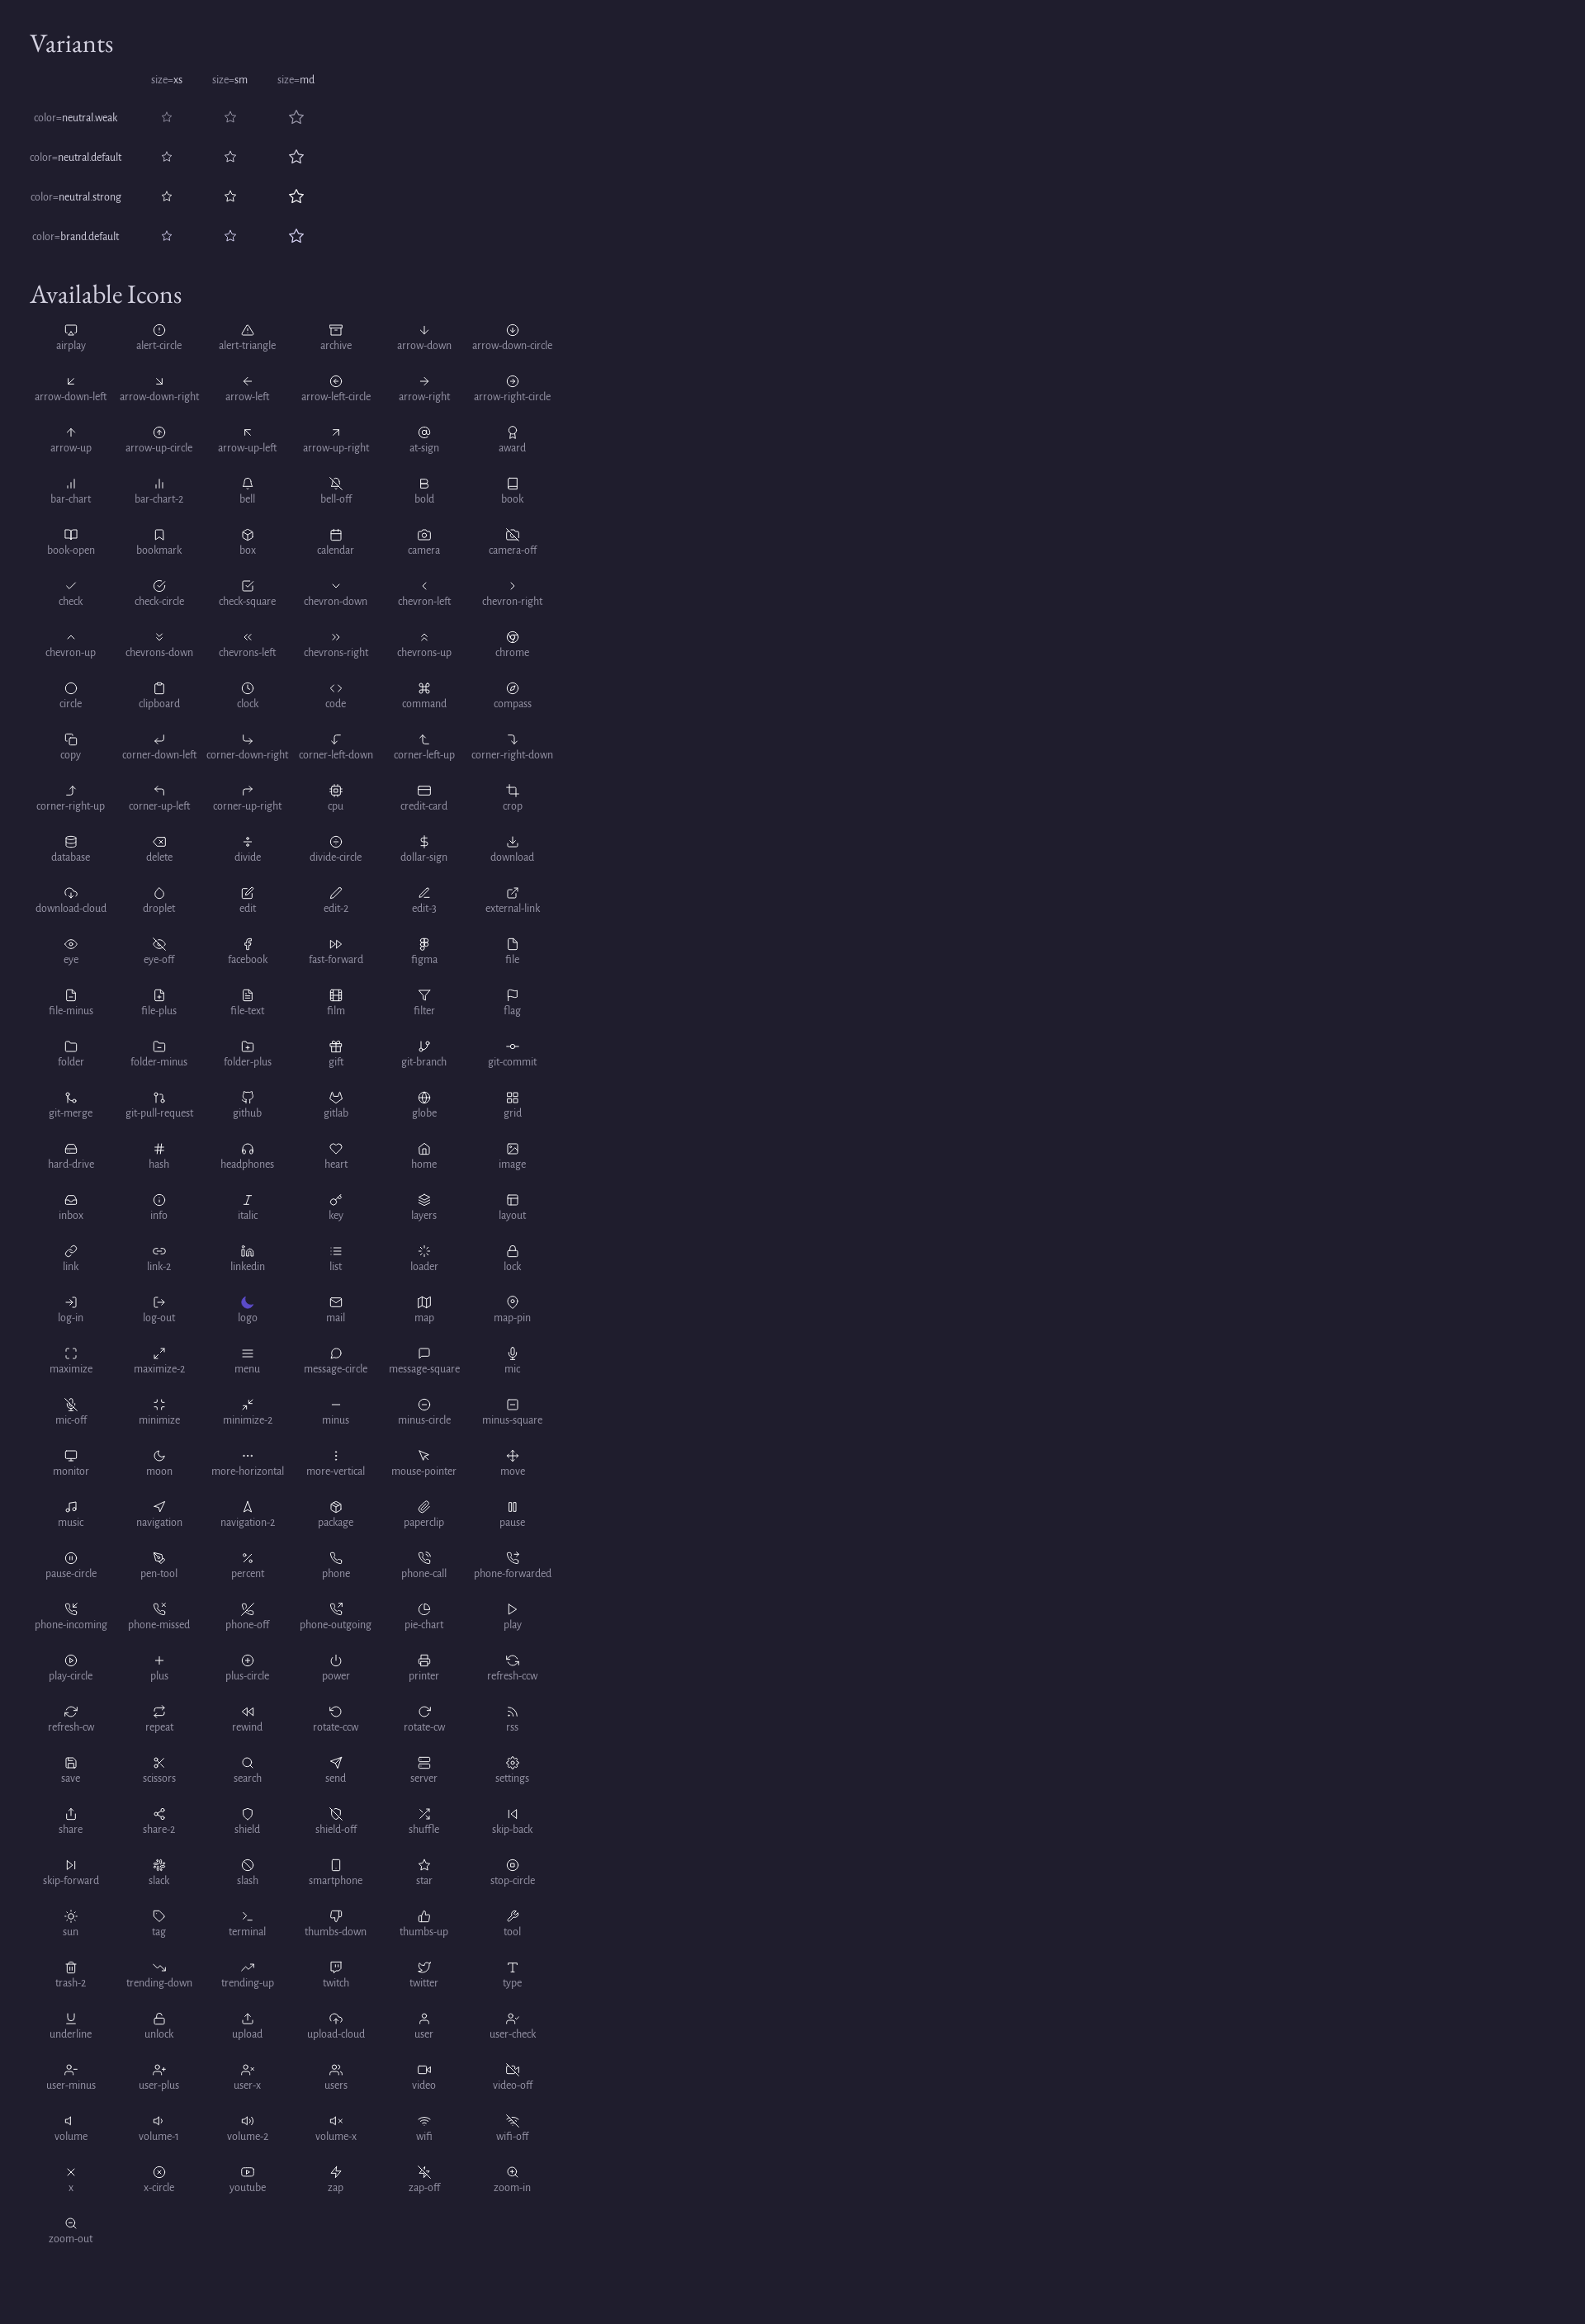 Variants
size=xs size=sm size=md
color=neutral.weak
color=neutral.default
color=neutral.strong
color=brand.default
Available Icons
airplay alert-circle alert-triangle archive arrow-down arrow-down-circle
arrow-down-left arrow-down-right arrow-left arrow-left-circle arrow-right arrow-right-circle
arrow-up arrow-up-circle arrow-up-left arrow-up-right at-sign award
bar-chart bar-chart-2 bell bell-off bold book
book-open bookmark box calendar camera camera-off
check check-circle check-square chevron-down chevron-left chevron-right
chevron-up chevrons-down chevrons-left chevrons-right chevrons-up chrome
circle clipboard clock code command compass
copy corner-down-left corner-down-right corner-left-down corner-left-up corner-right-down
corner-right-up corner-up-left corner-up-right cpu credit-card crop
database delete divide divide-circle dollar-sign download
download-cloud droplet edit edit-2 edit-3 external-link
eye eye-off facebook fast-forward figma file
file-minus file-plus file-text film filter flag
folder folder-minus folder-plus gift git-branch git-commit
git-merge git-pull-request github gitlab globe grid
hard-drive hash headphones heart home image
inbox info italic key layers layout
link link-2 linkedin list loader lock
log-in log-out logo mail map map-pin
maximize maximize-2 menu message-circle message-square mic
mic-off minimize minimize-2 minus minus-circle minus-square
monitor moon more-horizontal more-vertical mouse-pointer move
music navigation navigation-2 package paperclip pause
pause-circle pen-tool percent phone phone-call phone-forwarded
phone-incoming phone-missed phone-off phone-outgoing pie-chart play
play-circle plus plus-circle power printer refresh-ccw
refresh-cw repeat rewind rotate-ccw rotate-cw rss
save scissors search send server settings
share share-2 shield shield-off shuffle skip-back
skip-forward slack slash smartphone star stop-circle
sun tag terminal thumbs-down thumbs-up tool
trash-2 trending-down trending-up twitch twitter type
underline unlock upload upload-cloud user user-check
user-minus user-plus user-x users video video-off
volume volume-1 volume-2 volume-x wifi wifi-off
x x-circle youtube zap zap-off zoom-in
zoom-out